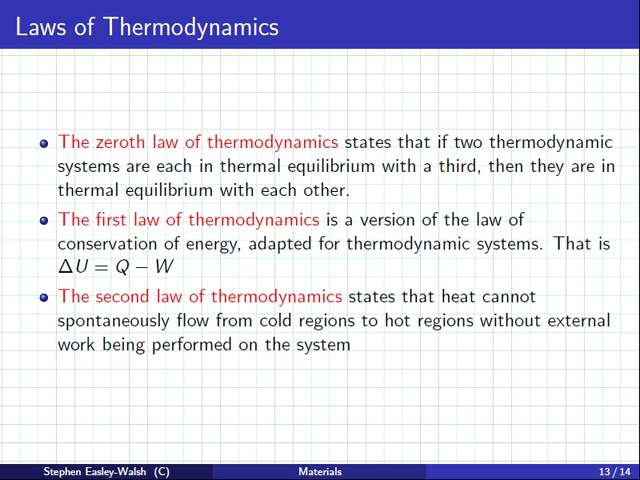 Laws of Thermodynamics
The zeroth law of thermodynamics states that if two thermodynamic
systems are each in thermal equilibrium with a third, then they are in
thermal equilibrium with each other.
The first law of thermodynamics is a version of the law of
conservation of energy, adapted for thermodynamic systems. That is
ΔU = Q − W
The second law of thermodynamics states that heat cannot
spontaneously flow from cold regions to hot regions without external
work being performed on the system
Stephen Easley-Walsh (C) Materials 13 / 14